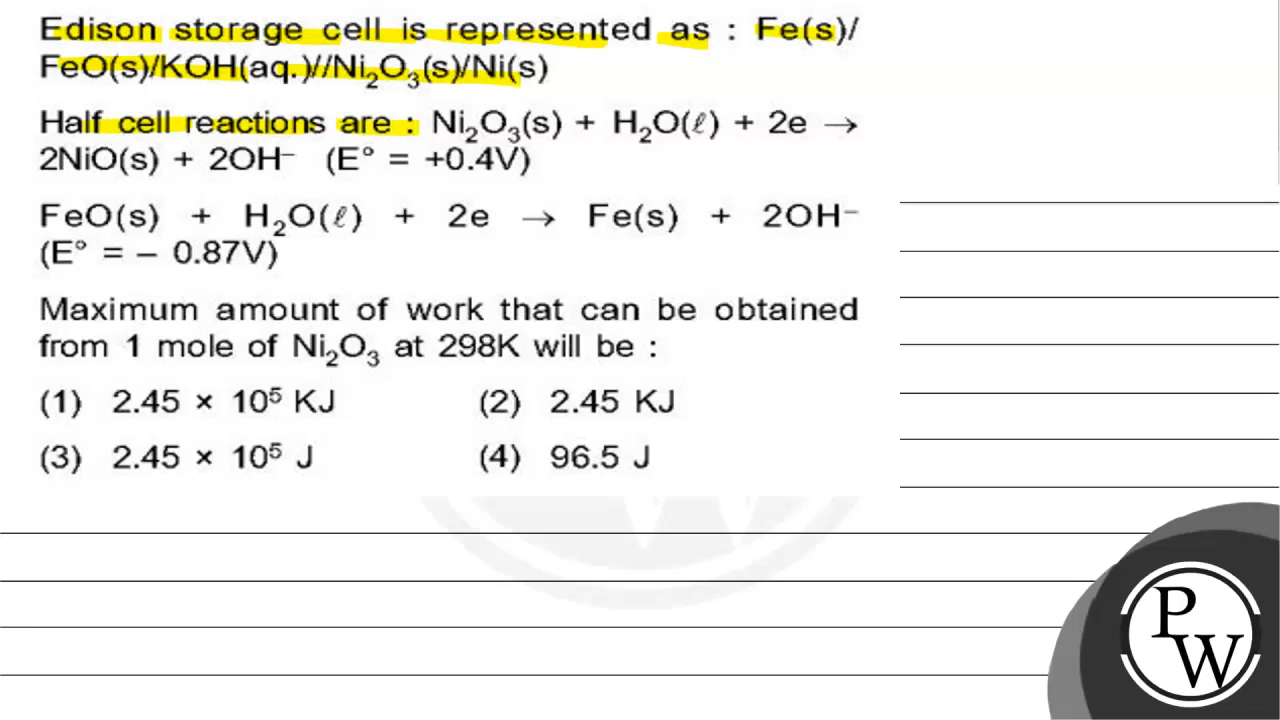 Edison storage cell is represented as : Fe(s)/
FeO(s)/KOH(aq.)//Ni₂O₃(s)/Ni(s)
Half cell reactions are : Ni₂O₃(s) + H₂O(ℓ) + 2e →
2NiO(s) + 2OH⁻ (E° = +0.4V)
FeO(s) + H₂O(ℓ) + 2e → Fe(s) + 2OH⁻
(E° = – 0.87V)
Maximum amount of work that can be obtained
from 1 mole of Ni₂O₃ at 298K will be :
(1) 2.45 × 10⁵ KJ (2) 2.45 KJ
(3) 2.45 × 10⁵ J (4) 96.5 J
P
W